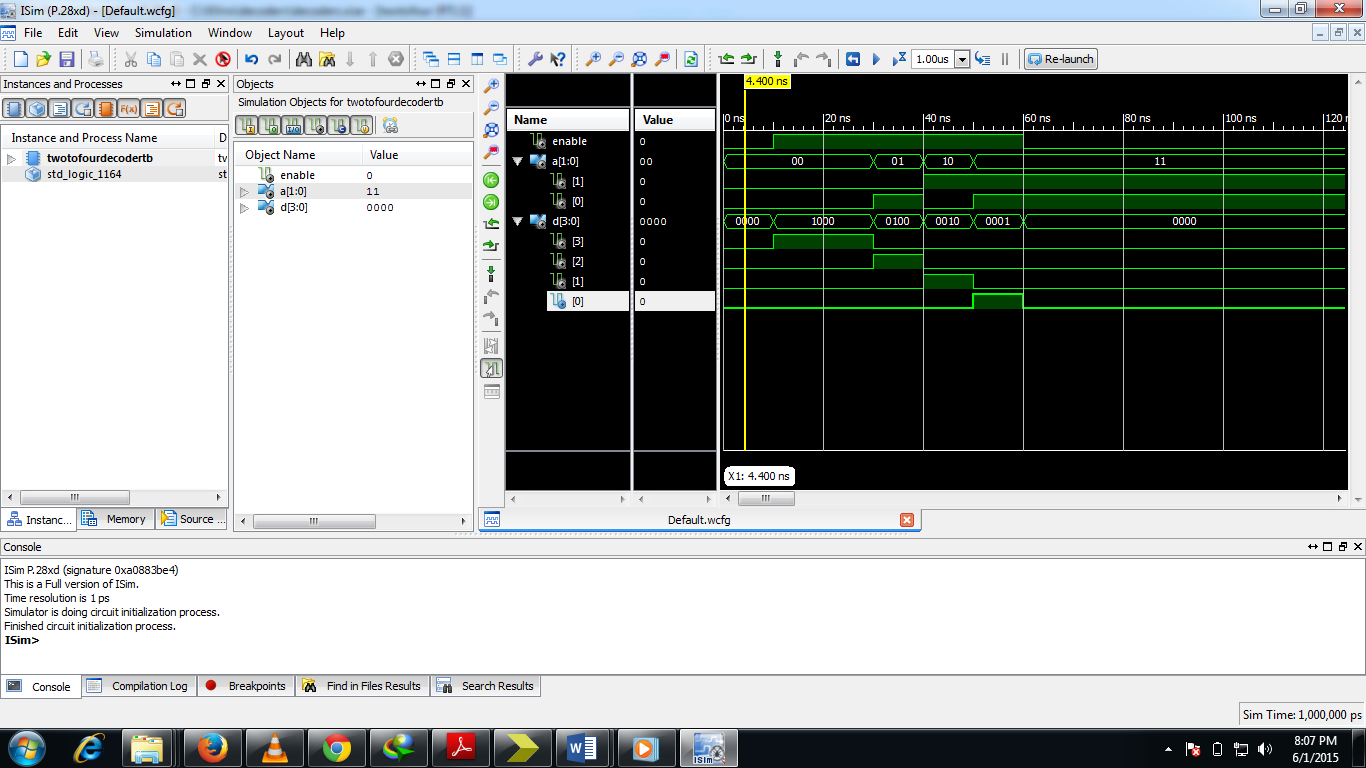 ISim (P.28xd) - [Default.wcfg]
File Edit View Simulation Window Layout Help
1.00us Re-launch
Instances and Processes
Instance and Process Name D
twotofourdecodertb tv
std_logic_1164 st
Instanc... Memory Source ...
Objects
Simulation Objects for twotofourdecodertb
Object Name Value
enable 0
a[1:0] 11
d[3:0] 0000
Name Value
enable 0
a[1:0] 00
[1] 0
[0] 0
d[3:0] 0000
[3] 0
[2] 0
[1] 0
[0] 0
4.400 ns
0 ns 20 ns 40 ns 60 ns 80 ns 100 ns 120 n
00 01 10 11
0000 1000 0100 0010 0001 0000
X1: 4.400 ns
Default.wcfg
Console
ISim P.28xd (signature 0xa0883be4)
This is a Full version of ISim.
Time resolution is 1 ps
Simulator is doing circuit initialization process.
Finished circuit initialization process.
ISim>
Console Compilation Log Breakpoints Find in Files Results Search Results
Sim Time: 1,000,000 ps
ISim
8:07 PM
6/1/2015